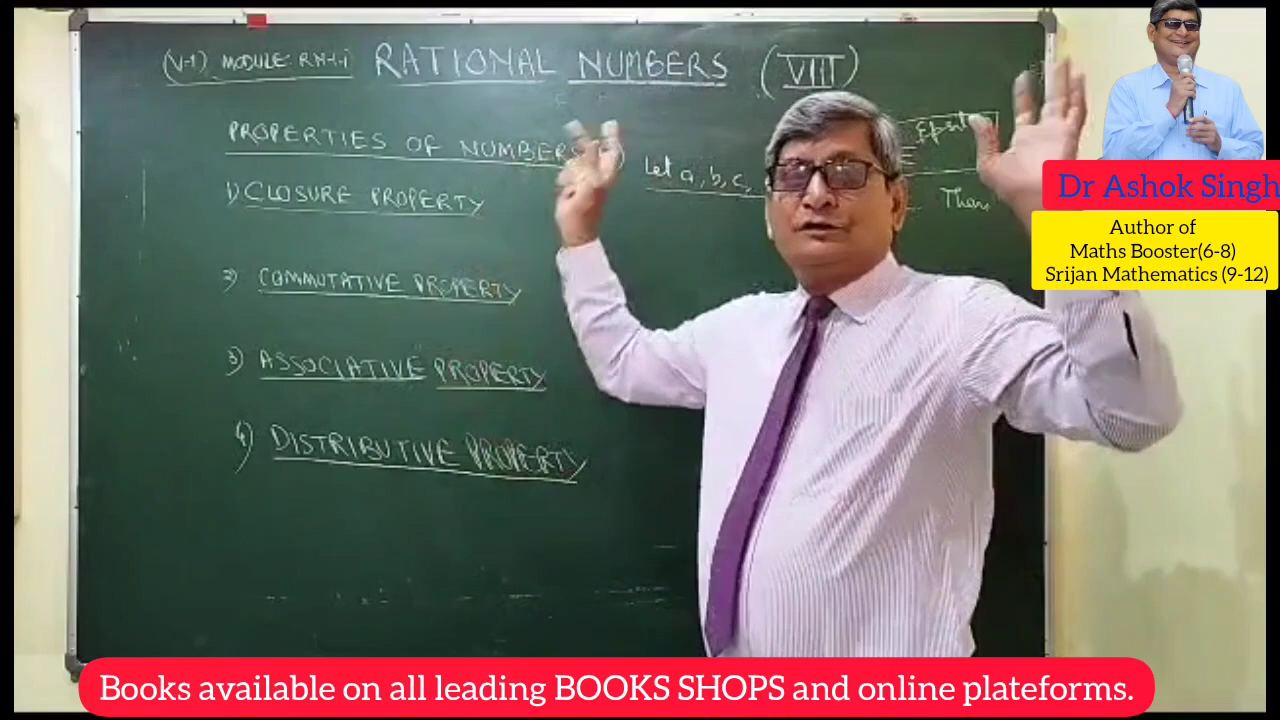 (V-1) MODULE: RN-1.1 RATIONAL NUMBERS (VIII)
PROPERTIES OF NUMBERS
Let a, b, c,
Then
1) CLOSURE PROPERTY
2) COMMUTATIVE PROPERTY
3) ASSOCIATIVE PROPERTY
4) DISTRIBUTIVE PROPERTY
Dr Ashok Singh
Author of
Maths Booster(6-8)
Srijan Mathematics (9-12)
Books available on all leading BOOKS SHOPS and online plateforms.